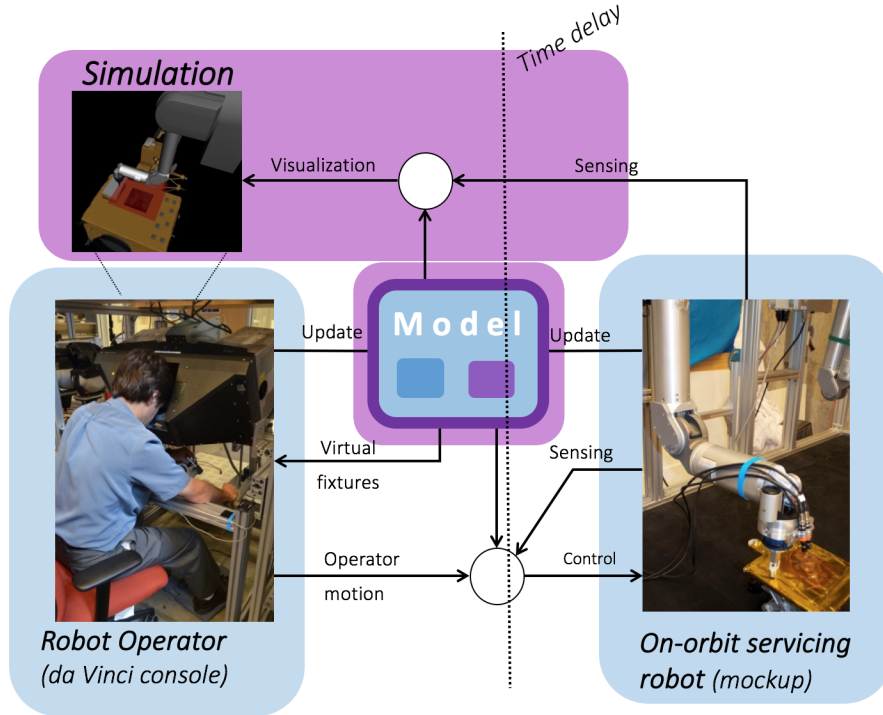 Time delay
Simulation
Visualization
Sensing
Model
Update
Update
Virtual
fixtures
Sensing
Operator
motion
Control
Robot Operator
(da Vinci console)
On-orbit servicing
robot (mockup)